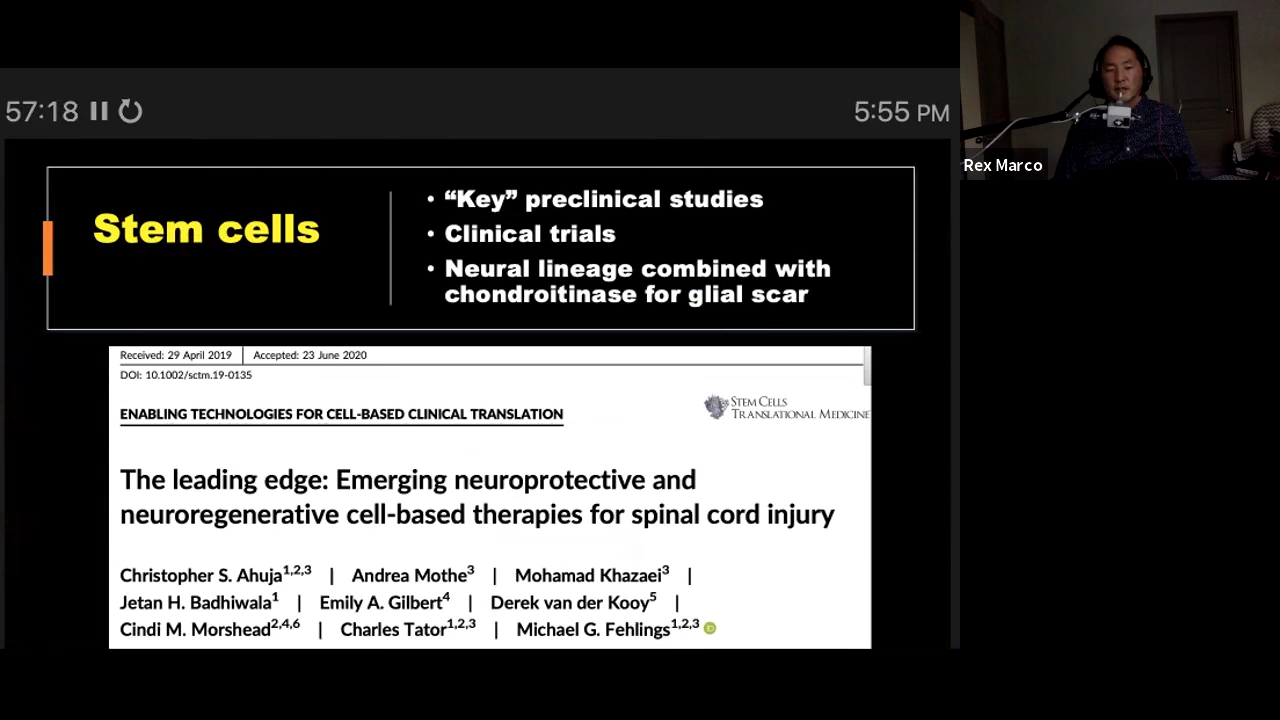 57:18
5:55 PM
Rex Marco
Stem cells
• “Key” preclinical studies
• Clinical trials
• Neural lineage combined with
chondroitinase for glial scar
Received: 29 April 2019 | Accepted: 23 June 2020
DOI: 10.1002/sctm.19-0135
ENABLING TECHNOLOGIES FOR CELL-BASED CLINICAL TRANSLATION
STEM CELLS
TRANSLATIONAL MEDICINE
The leading edge: Emerging neuroprotective and
neuroregenerative cell-based therapies for spinal cord injury
Christopher S. Ahuja1,2,3 | Andrea Mothe3 | Mohamad Khazaei3 |
Jetan H. Badhiwala1 | Emily A. Gilbert4 | Derek van der Kooy5 |
Cindi M. Morshead2,4,6 | Charles Tator1,2,3 | Michael G. Fehlings1,2,3